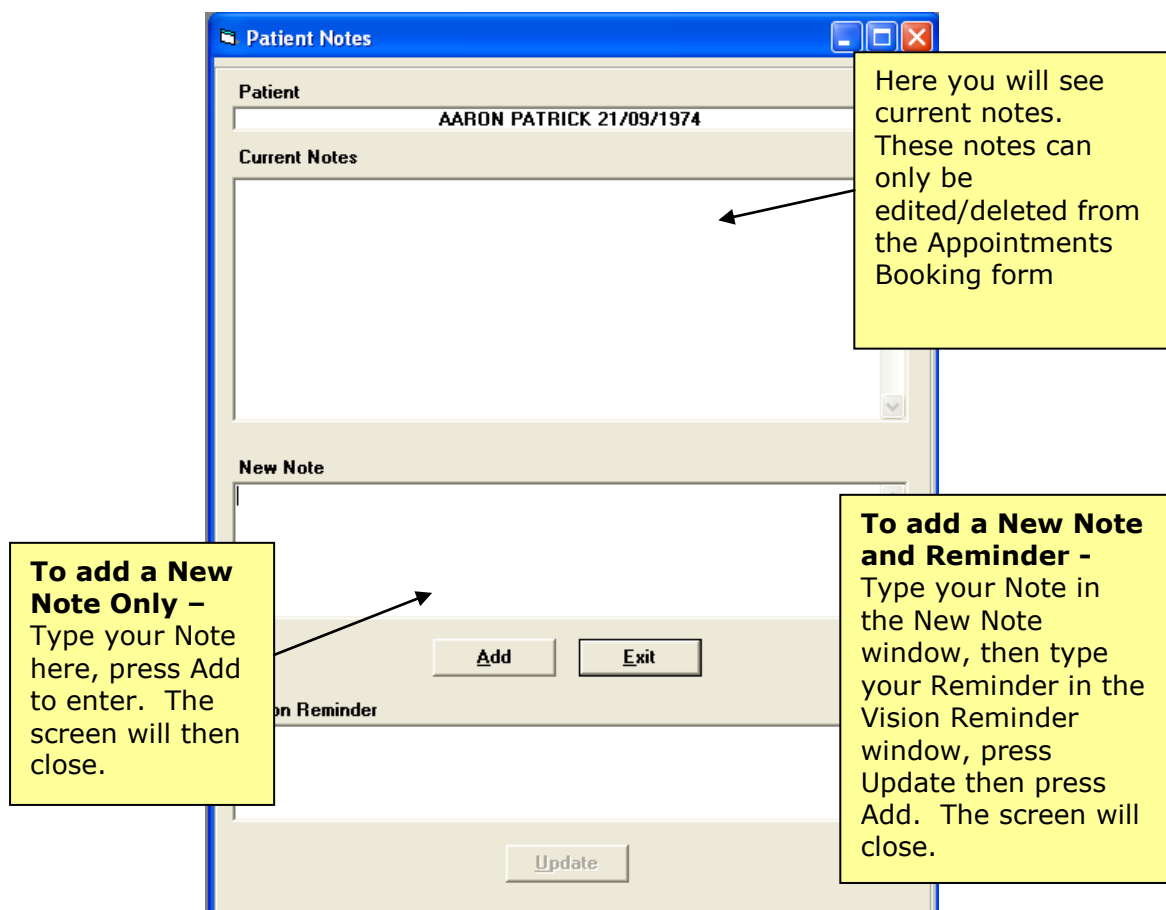 Patient Notes
Patient
AARON PATRICK 21/09/1974
Current Notes
Here you will see
current notes.
These notes can
only be
edited/deleted from
the Appointments
Booking form
New Note
To add a New
Note Only –
Type your Note
here, press Add
to enter. The
screen will then
close.
To add a New Note
and Reminder -
Type your Note in
the New Note
window, then type
your Reminder in the
Vision Reminder
window, press
Update then press
Add. The screen will
close.
Add Exit
on Reminder
Update